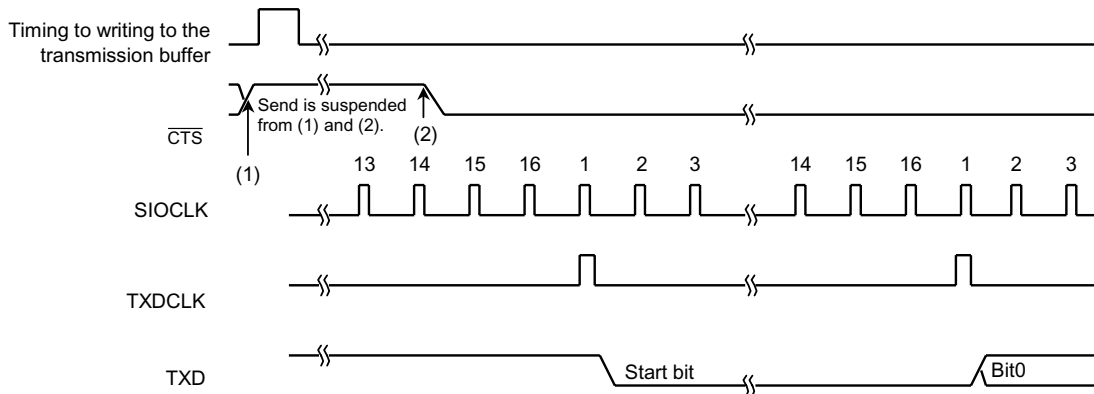 Timing to writing to the
transmission buffer
Send is suspended
from (1) and (2).
CTS
(1)
(2)
13 14 15 16 1 2 3 14 15 16 1 2 3
SIOCLK
TXDCLK
TXD
Start bit
Bit0